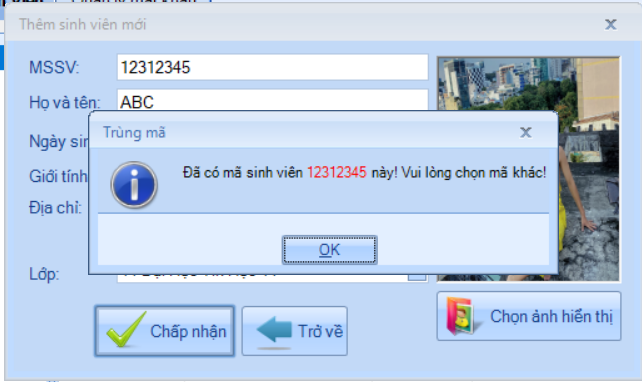 Thêm sinh viên mới
MSSV: 12312345
Họ và tên: ABC
Trùng mã
Ngày sin
Đã có mã sinh viên 12312345 này! Vui lòng chọn mã khác!
Giới tính
Địa chỉ:
OK
Lớp:
Chấp nhận
Trở về
Chọn ảnh hiển thị